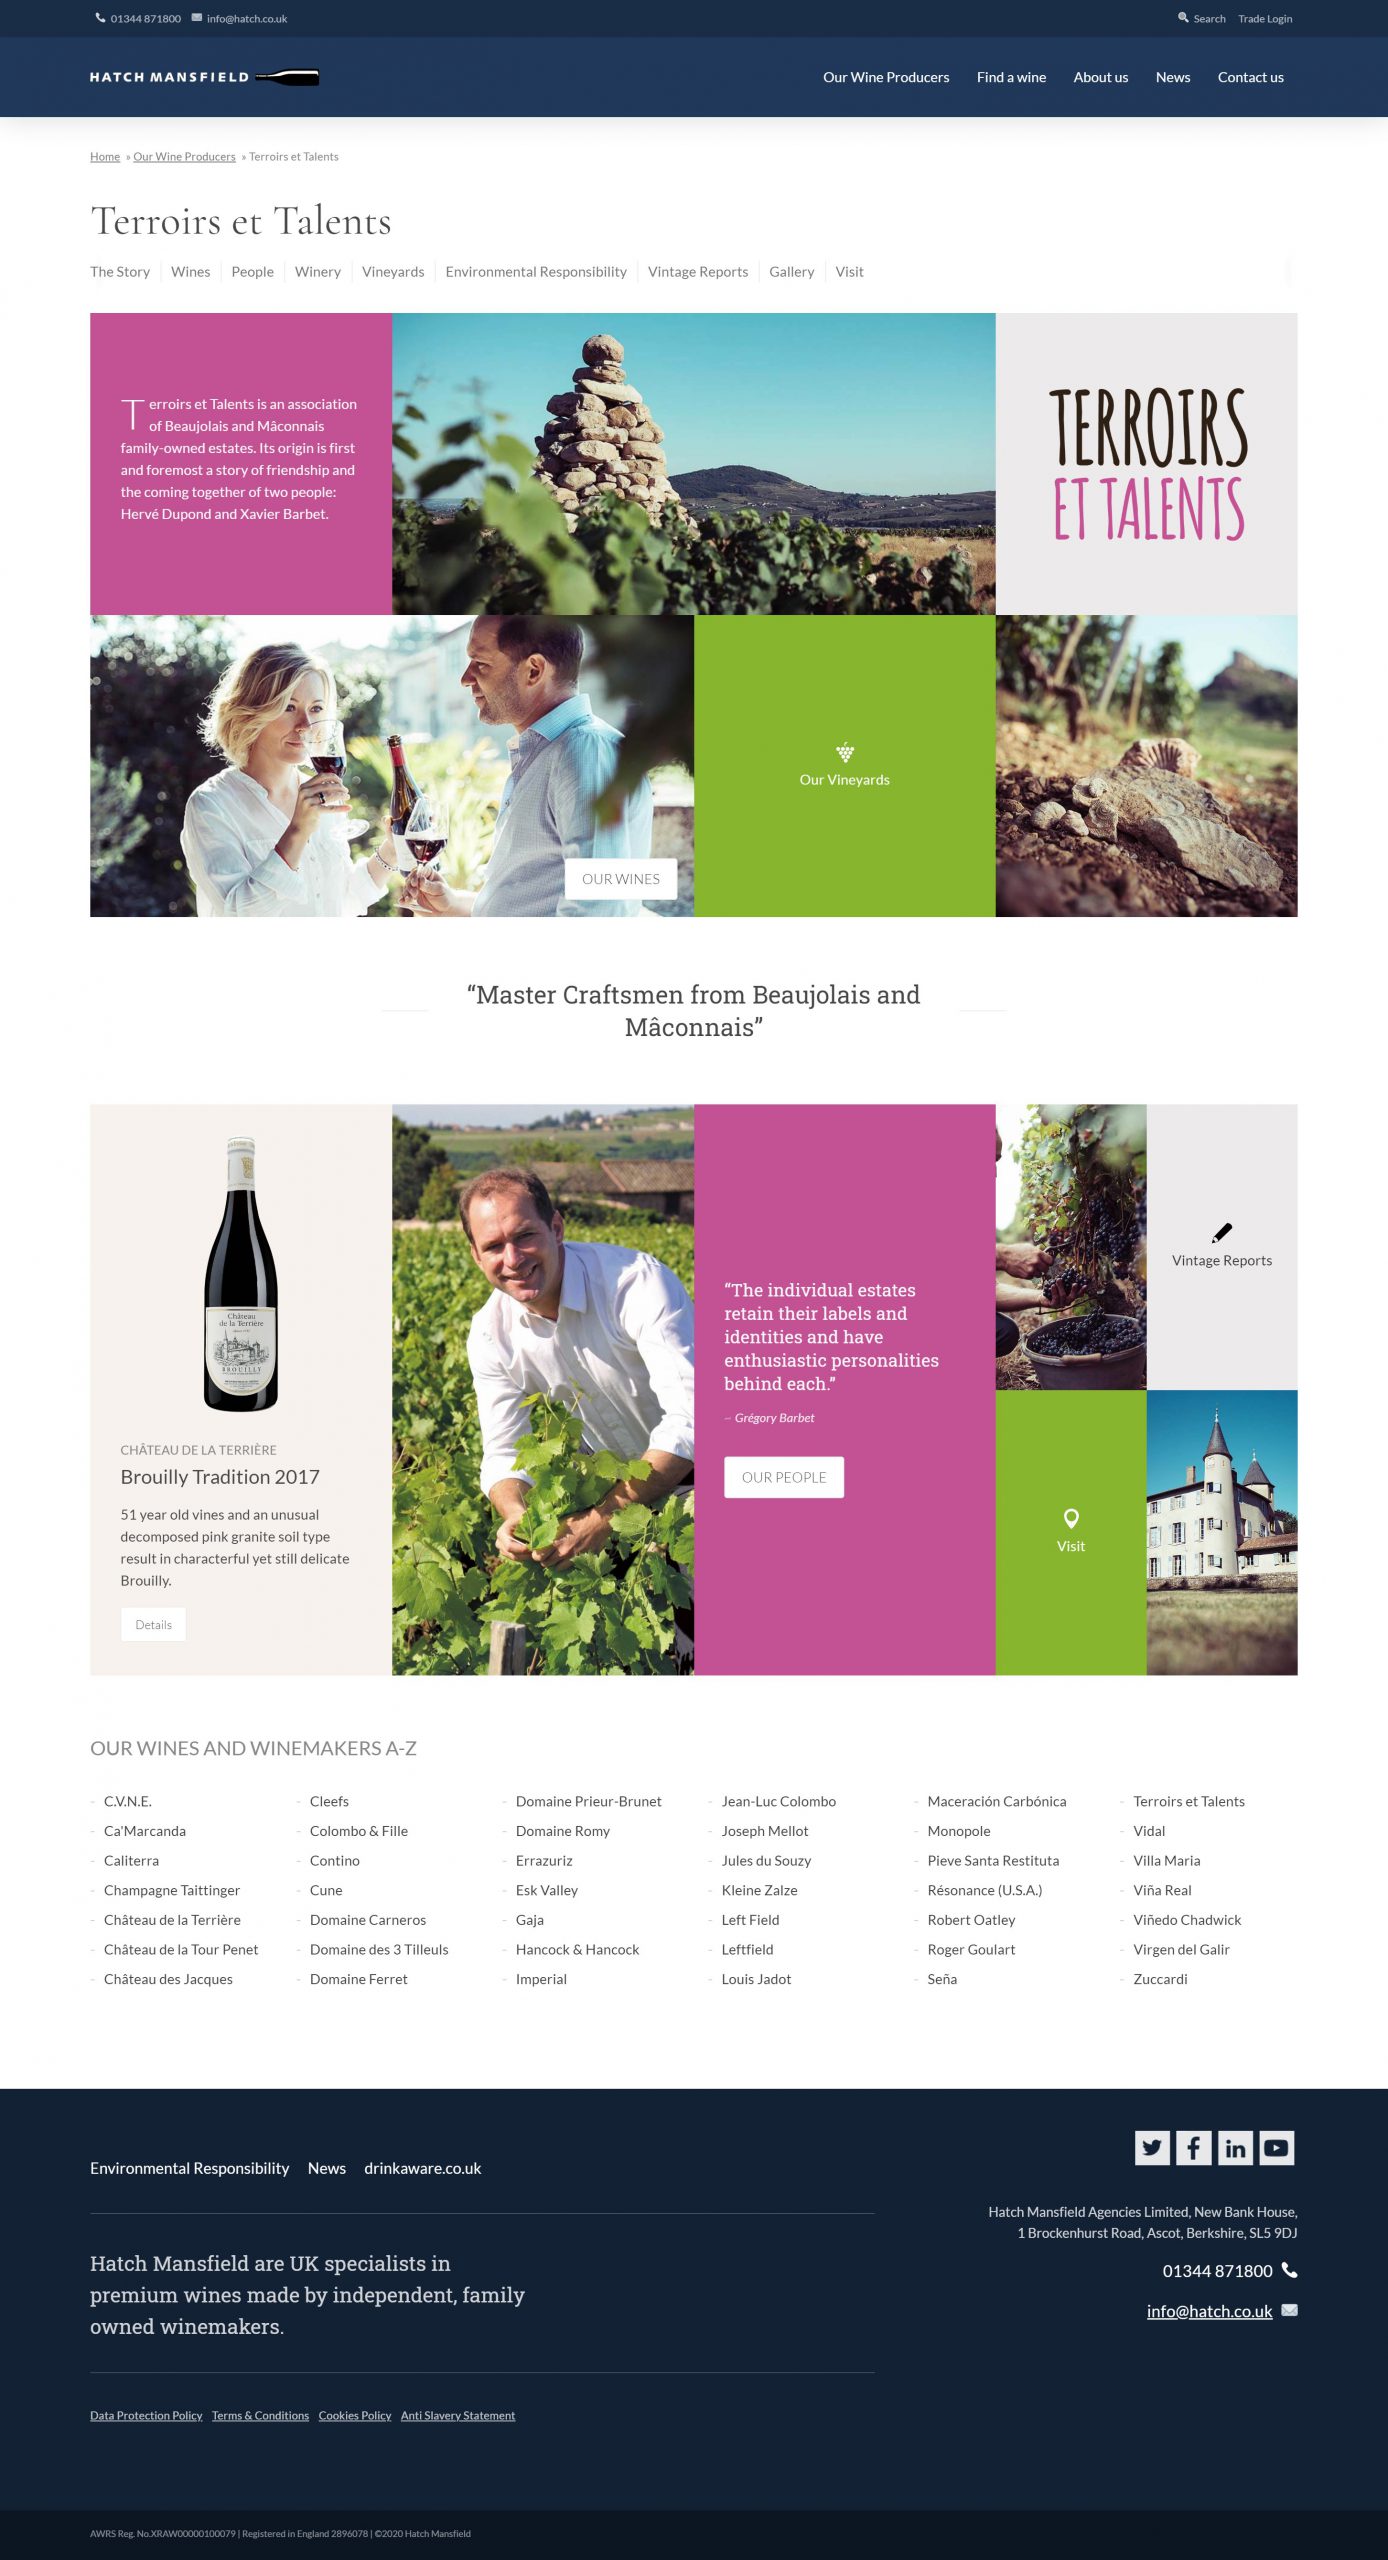 01344 871800 info@hatch.co.uk Search Trade Login
HATCH MANSFIELD Our Wine Producers Find a wine About us News Contact us
Home » Our Wine Producers » Terroirs et Talents
Terroirs et Talents
The Story Wines People Winery Vineyards Environmental Responsibility Vintage Reports Gallery Visit
Terroirs et Talents is an association
of Beaujolais and Mâconnais
family-owned estates. Its origin is first
and foremost a story of friendship and
the coming together of two people:
Hervé Dupond and Xavier Barbet.
TERROIRS
ET TALENTS
OUR WINES
Our Vineyards
“Master Craftsmen from Beaujolais and
Mâconnais”
Château
de la Terrière
BROUILLY
CHÂTEAU DE LA TERRIÈRE
Brouilly Tradition 2017
51 year old vines and an unusual
decomposed pink granite soil type
result in characterful yet still delicate
Brouilly.
Details
“The individual estates
retain their labels and
identities and have
enthusiastic personalities
behind each.”
– Grégory Barbet
OUR PEOPLE
Vintage Reports
Visit
OUR WINES AND WINEMAKERS A-Z
- C.V.N.E.
- Ca'Marcanda
- Caliterra
- Champagne Taittinger
- Château de la Terrière
- Château de la Tour Penet
- Château des Jacques
- Cleefs
- Colombo & Fille
- Contino
- Cune
- Domaine Carneros
- Domaine des 3 Tilleuls
- Domaine Ferret
- Domaine Prieur-Brunet
- Domaine Romy
- Errazuriz
- Esk Valley
- Gaja
- Hancock & Hancock
- Imperial
- Jean-Luc Colombo
- Joseph Mellot
- Jules du Souzy
- Kleine Zalze
- Left Field
- Leftfield
- Louis Jadot
- Maceración Carbónica
- Monopole
- Pieve Santa Restituta
- Résonance (U.S.A.)
- Robert Oatley
- Roger Goulart
- Seña
- Terroirs et Talents
- Vidal
- Villa Maria
- Viña Real
- Viñedo Chadwick
- Virgen del Galir
- Zuccardi
Environmental Responsibility News drinkaware.co.uk
Hatch Mansfield are UK specialists in
premium wines made by independent, family
owned winemakers.
Data Protection Policy Terms & Conditions Cookies Policy Anti Slavery Statement
Hatch Mansfield Agencies Limited, New Bank House,
1 Brockenhurst Road, Ascot, Berkshire, SL5 9DJ
01344 871800
info@hatch.co.uk
AWRS Reg. No.XRAW00000100079 | Registered in England 2896078 | ©2020 Hatch Mansfield